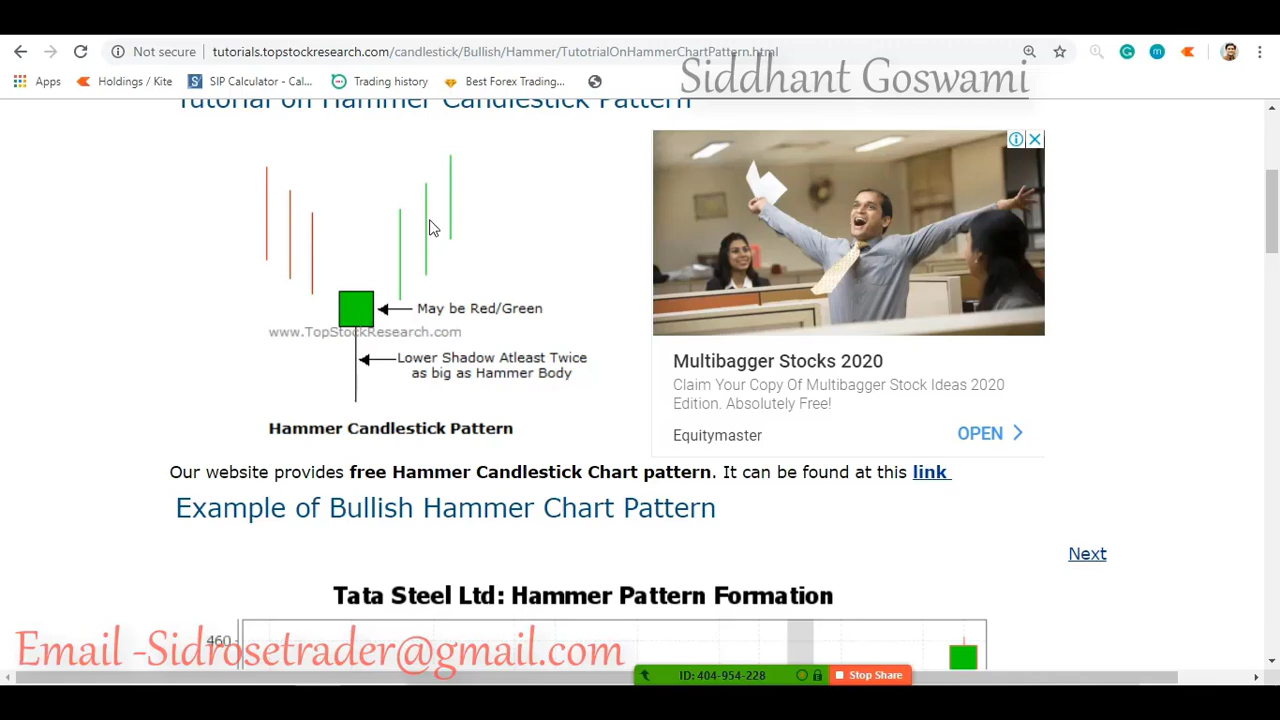 Not secure
tutorials.topstockresearch.com/candlestick/Bullish/Hammer/TutotrialOnHammerChartPattern.html
Apps
Holdings / Kite
SIP Calculator - Cal...
Trading history
Best Forex Trading...
Siddhant Goswami
Tutorial on Hammer Candlestick Pattern
May be Red/Green
www.TopStockResearch.com
Lower Shadow Atleast Twice
as big as Hammer Body
Hammer Candlestick Pattern
Multibagger Stocks 2020
Claim Your Copy Of Multibagger Stock Ideas 2020
Edition. Absolutely Free!
Equitymaster
OPEN
Our website provides free Hammer Candlestick Chart pattern. It can be found at this link
Example of Bullish Hammer Chart Pattern
Next
Tata Steel Ltd: Hammer Pattern Formation
460
Email -Sidrosetrader@gmail.com
ID: 404-954-228
Stop Share